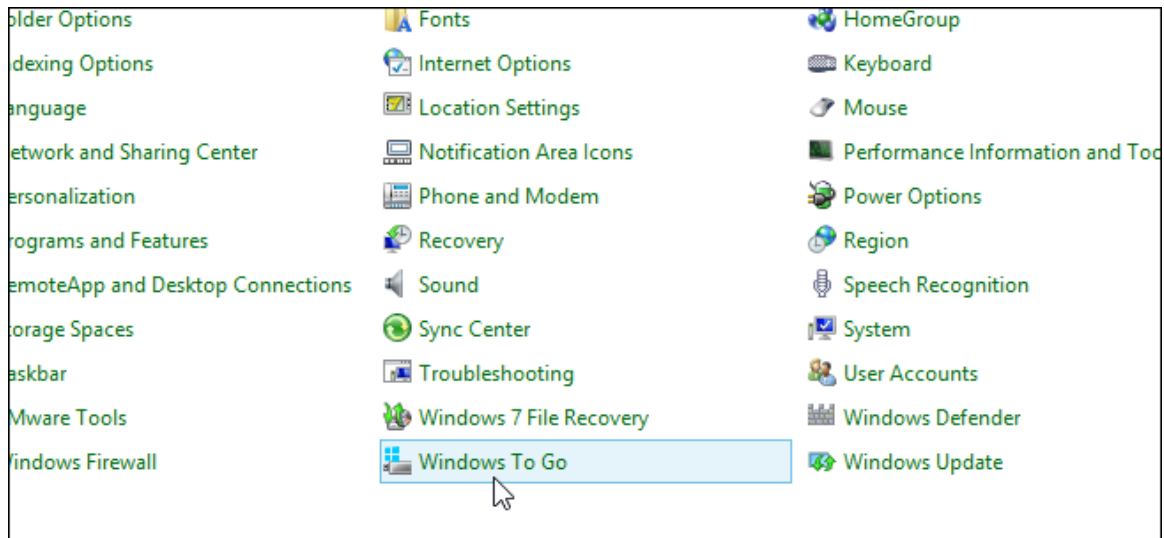 older Options
Fonts
HomeGroup
dexing Options
Internet Options
Keyboard
anguage
Location Settings
Mouse
etwork and Sharing Center
Notification Area Icons
Performance Information and Too
ersonalization
Phone and Modem
Power Options
rograms and Features
Recovery
Region
emoteApp and Desktop Connections
Sound
Speech Recognition
torage Spaces
Sync Center
System
askbar
Troubleshooting
User Accounts
Mware Tools
Windows 7 File Recovery
Windows Defender
indows Firewall
Windows To Go
Windows Update